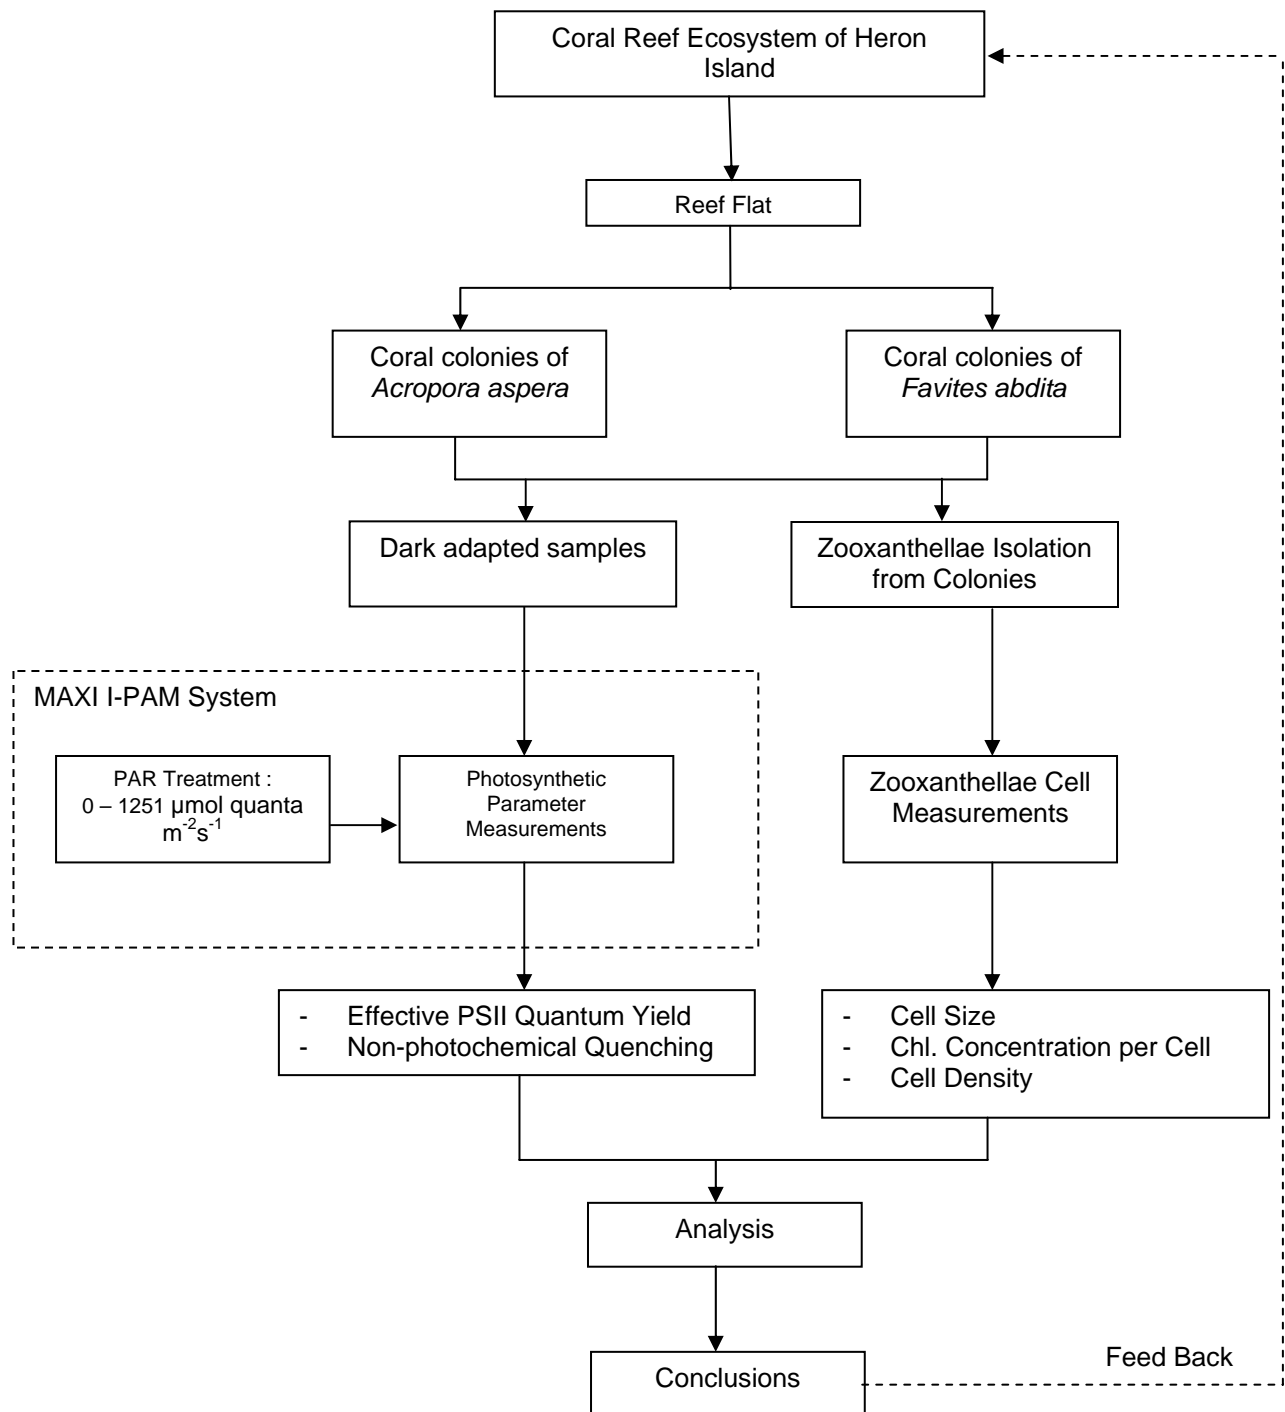 Coral Reef Ecosystem of Heron
Island
Reef Flat
Coral colonies of
Acropora aspera
Coral colonies of
Favites abdita
Dark adapted samples
Zooxanthellae Isolation
from Colonies
MAXI I-PAM System
PAR Treatment :
0 – 1251 µmol quanta
m⁻²s⁻¹
Photosynthetic
Parameter
Measurements
Zooxanthellae Cell
Measurements
- Effective PSII Quantum Yield
- Non-photochemical Quenching
- Cell Size
- Chl. Concentration per Cell
- Cell Density
Analysis
Conclusions
Feed Back